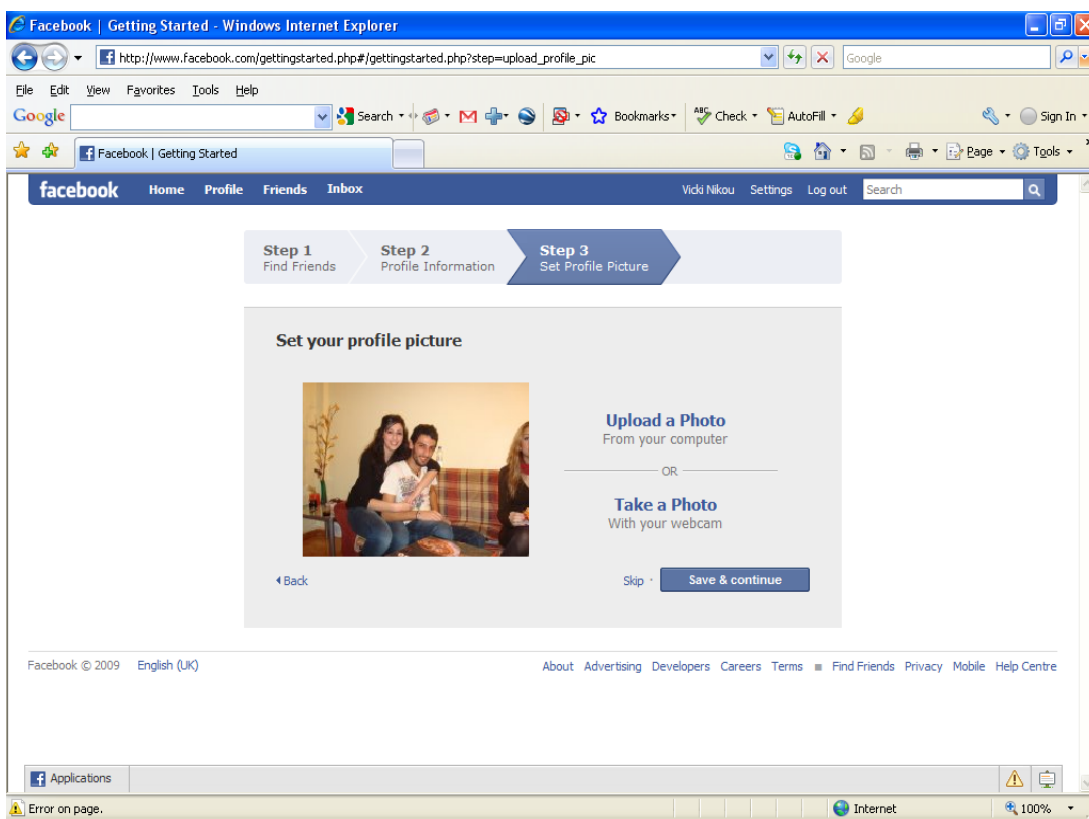 Facebook | Getting Started - Windows Internet Explorer
http://www.facebook.com/gettingstarted.php#/gettingstarted.php?step=upload_profile_pic
Google
File Edit View Favorites Tools Help
Google Search Bookmarks Check AutoFill Sign In
Facebook | Getting Started Page Tools
facebook Home Profile Friends Inbox Vicki Nikou Settings Log out Search
Step 1 Step 2 Step 3
Find Friends Profile Information Set Profile Picture
Set your profile picture
Upload a Photo
From your computer
OR
Take a Photo
With your webcam
Back Skip · Save & continue
Facebook © 2009 English (UK) About Advertising Developers Careers Terms Find Friends Privacy Mobile Help Centre
Applications
Error on page. Internet 100%